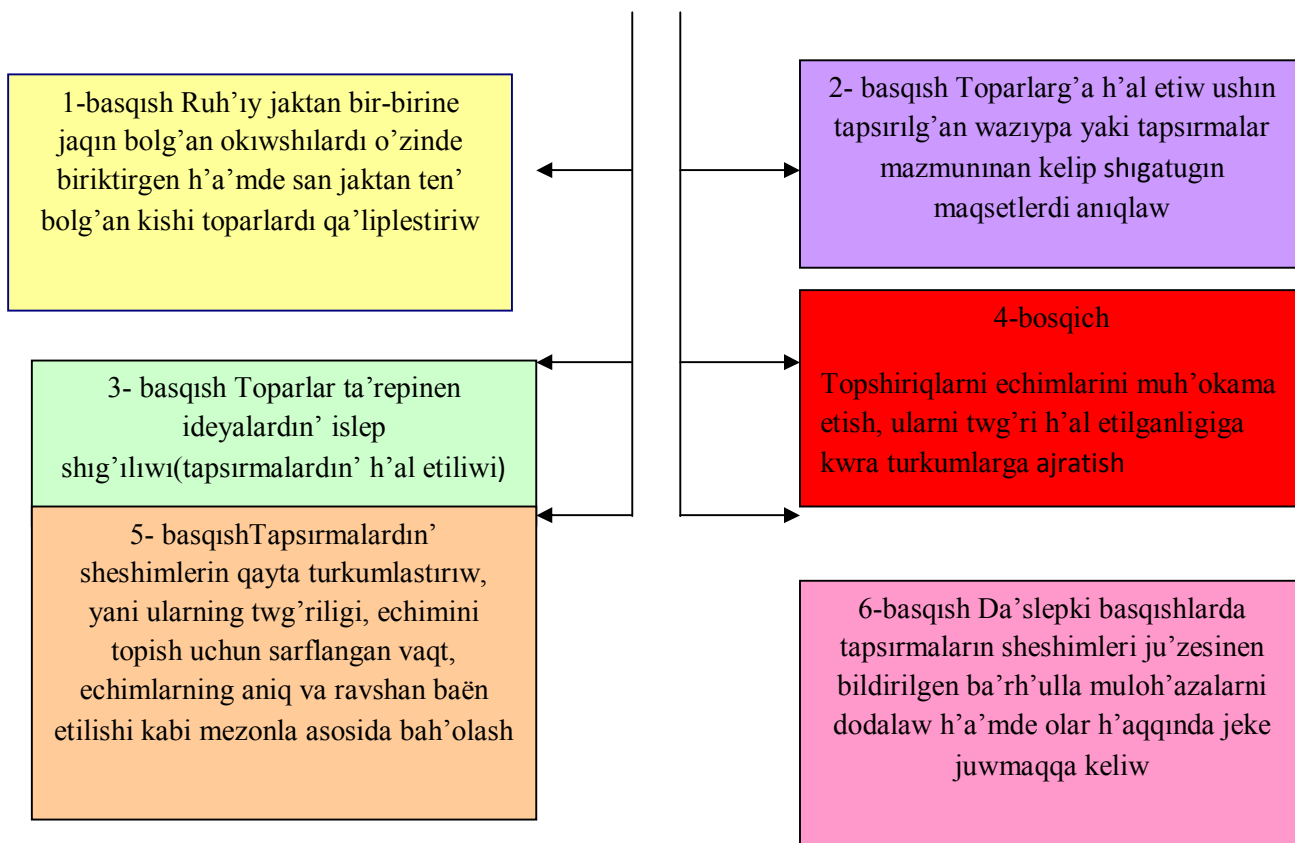 1-basqısh Ruh’ıy jaktan bir-birine
jaqın bolg’an okıwshılardı o’zinde
biriktirgen h’a’mde san jaktan ten’
bolg’an kishi toparlardı qa’liplestiriw
2- basqısh Toparlarg’a h’al etiw ushın
tapsırılg’an wazıypa yaki tapsırmalar
mazmunınan kelip shıgatugın
maqsetlerdi anıqlaw
3- basqısh Toparlar ta’repinen
ideyalardın’ islep
shıg’ılıwı(tapsırmalardın’ h’al etiliwi)
4-bosqich
Topshiriqlarni echimlarini muh’okama
etish, ularni twg’ri h’al etilganligiga
kwra turkumlarga ajratish
5- basqıshTapsırmalardın’
sheshimlerin qayta turkumlastırıw,
yani ularning twg’riligi, echimini
topish uchun sarflangan vaqt,
echimlarning aniq va ravshan baën
etilishi kabi mezonla asosida bah’olash
6-basqısh Da’slepki basqıshlarda
tapsırmaların sheshimleri ju’zesinen
bildirilgen ba’rh’ulla muloh’azalarni
dodalaw h’a’mde olar h’aqqında jeke
juwmaqqa keliw